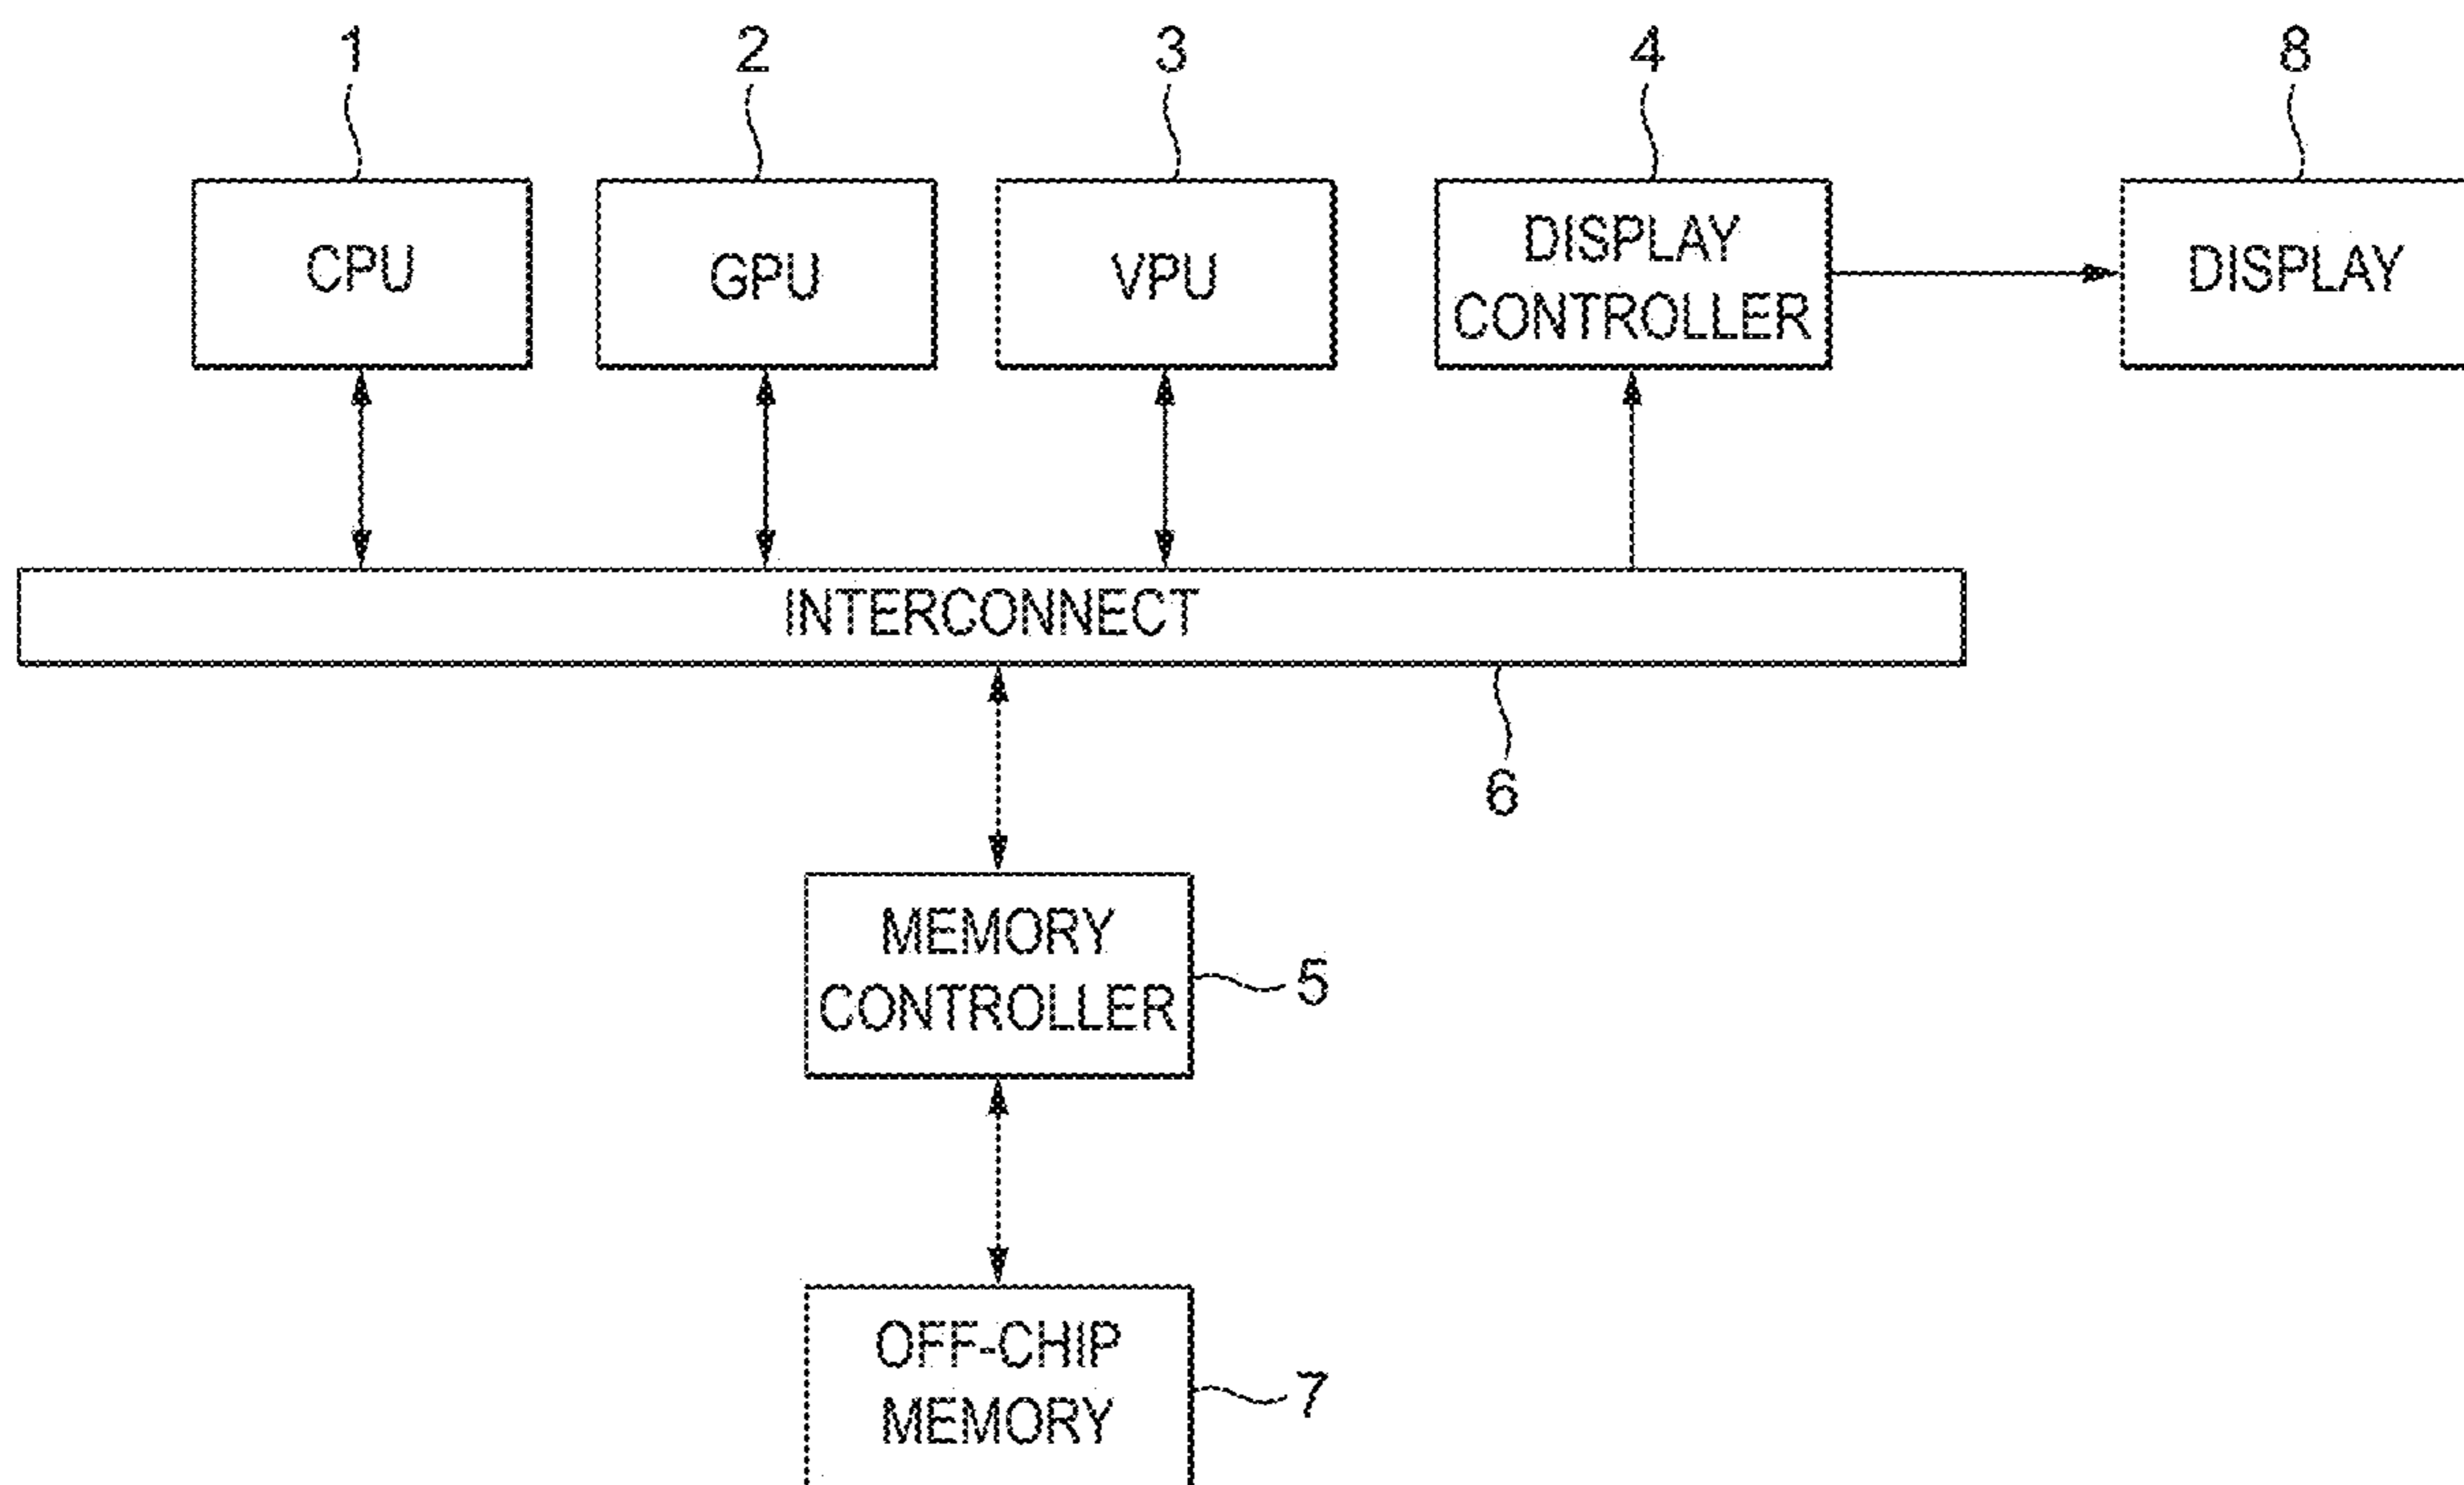 1
2
3
4
8
CPU
GPU
VPU
DISPLAY
CONTROLLER
DISPLAY
INTERCONNECT
6
MEMORY
CONTROLLER
5
OFF-CHIP
MEMORY
7